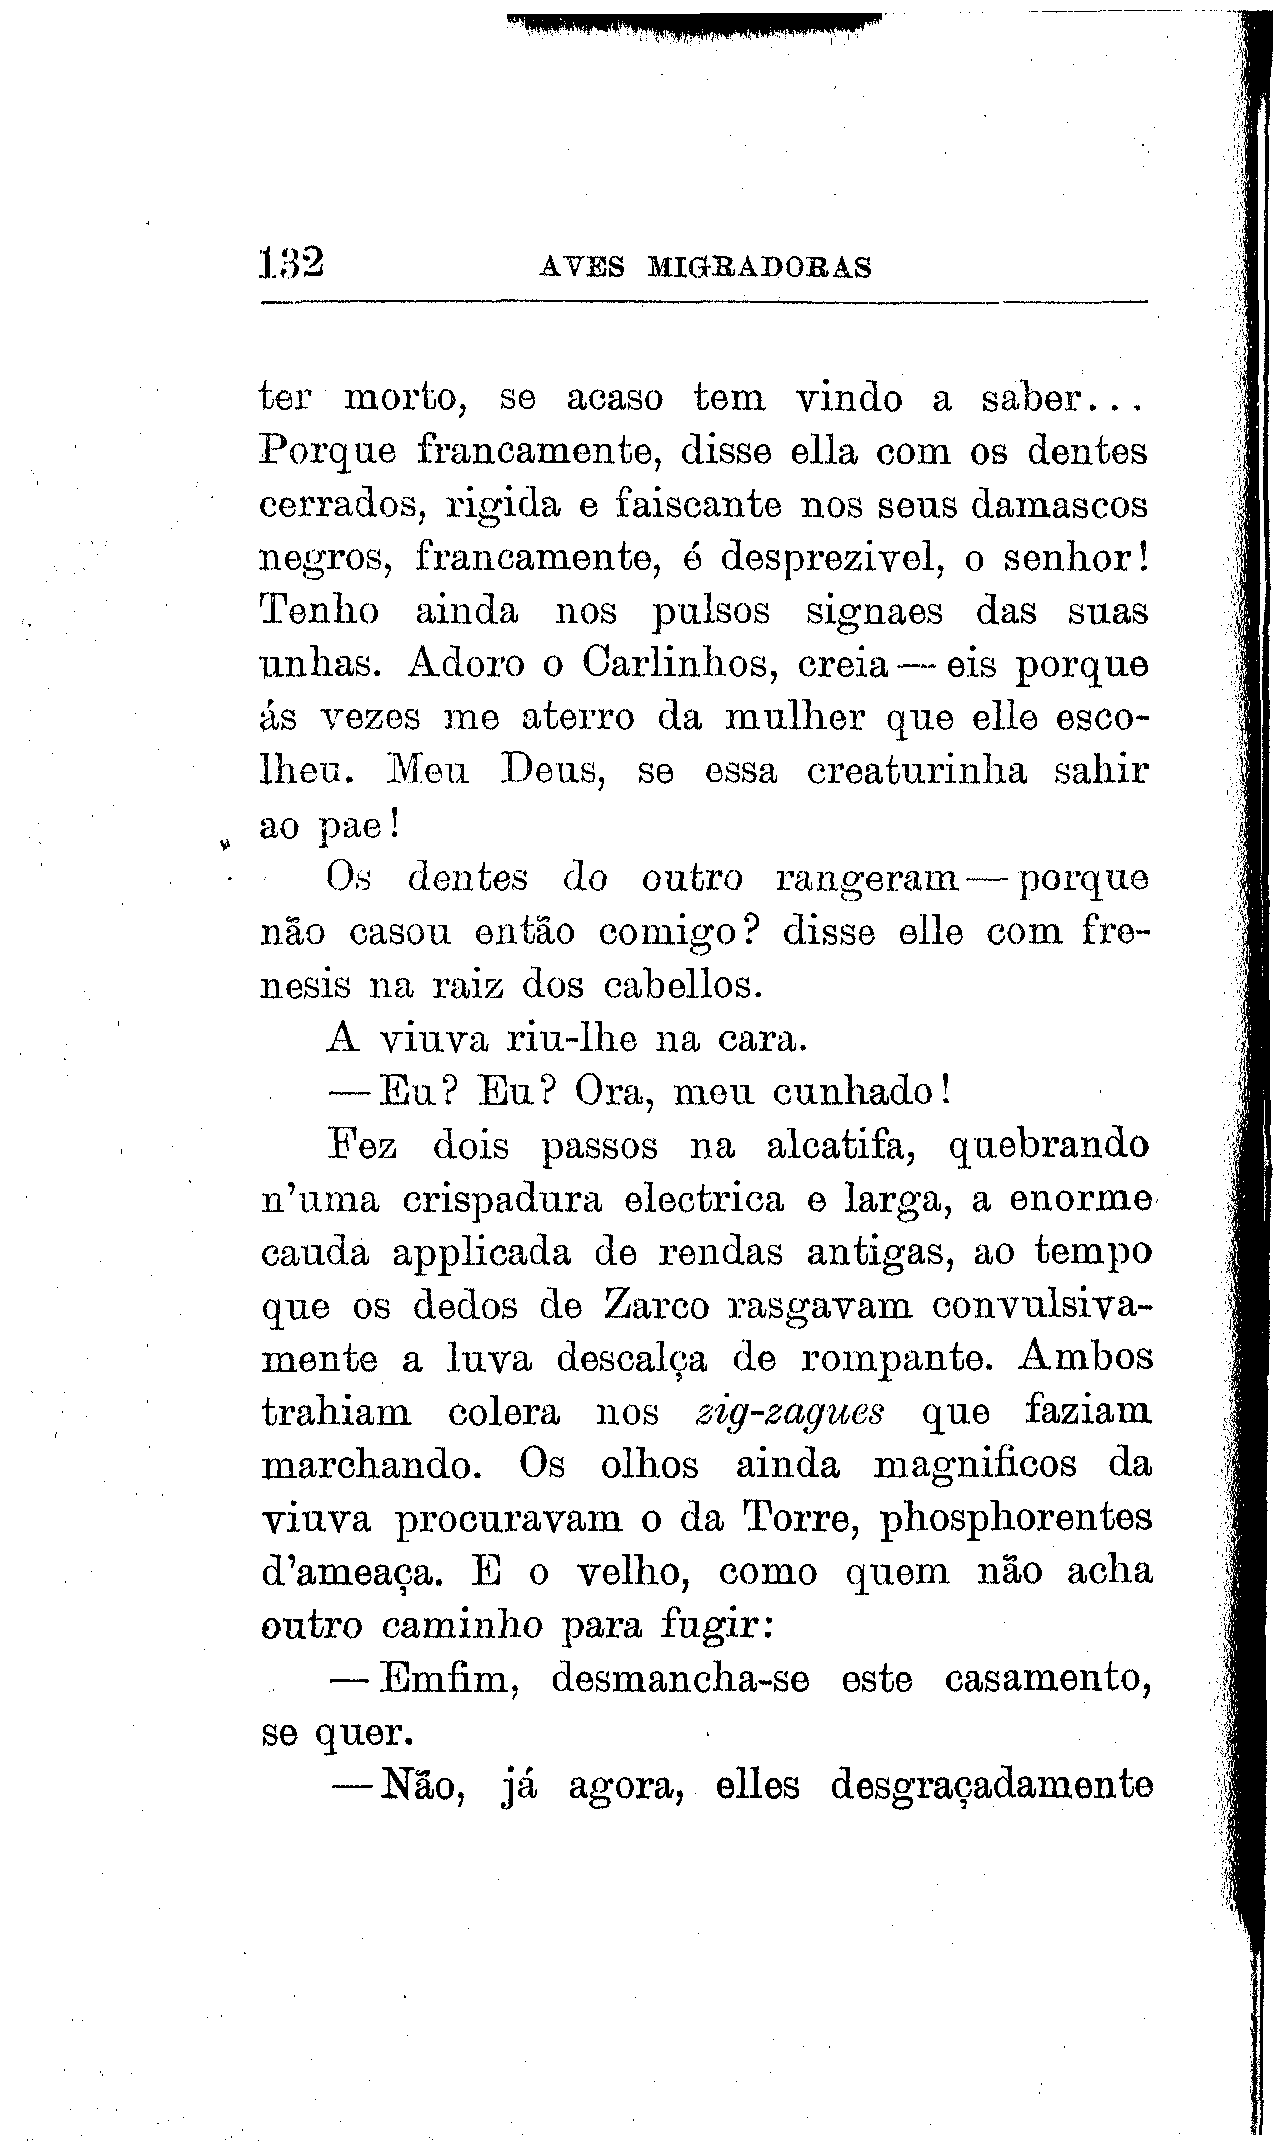 132 AVES MIGRADORAS
ter morto, se acaso tem vindo a saber...
Porque francamente, disse ella com os dentes
cerrados, rigida e faiscante nos seus damascos
negros, francamente, é desprezivel, o senhor!
Tenho ainda nos pulsos signaes das suas
unhas. Adoro o Carlinhos, creia — eis porque
ás vezes me aterro da mulher que elle esco-
lheu. Meu Deus, se essa creaturinha sahir
ao pae!
Os dentes do outro rangeram — porque
não casou então comigo? disse elle com fre-
nesis na raiz dos cabellos.
A viuva riu-lhe na cara.
— Eu? Eu? Ora, meu cunhado!
Fez dois passos na alcatifa, quebrando
n'uma crispadura electrica e larga, a enorme
cauda applicada de rendas antigas, ao tempo
que os dedos de Zarco rasgavam convulsiva-
mente a luva descalça de rompante. Ambos
trahiam colera nos zig-zagues que faziam
marchando. Os olhos ainda magnificos da
viuva procuravam o da Torre, phosphorentes
d'ameaça. E o velho, como quem não acha
outro caminho para fugir:
— Emfim, desmancha-se este casamento,
se quer.
— Não, já agora, elles desgraçadamente